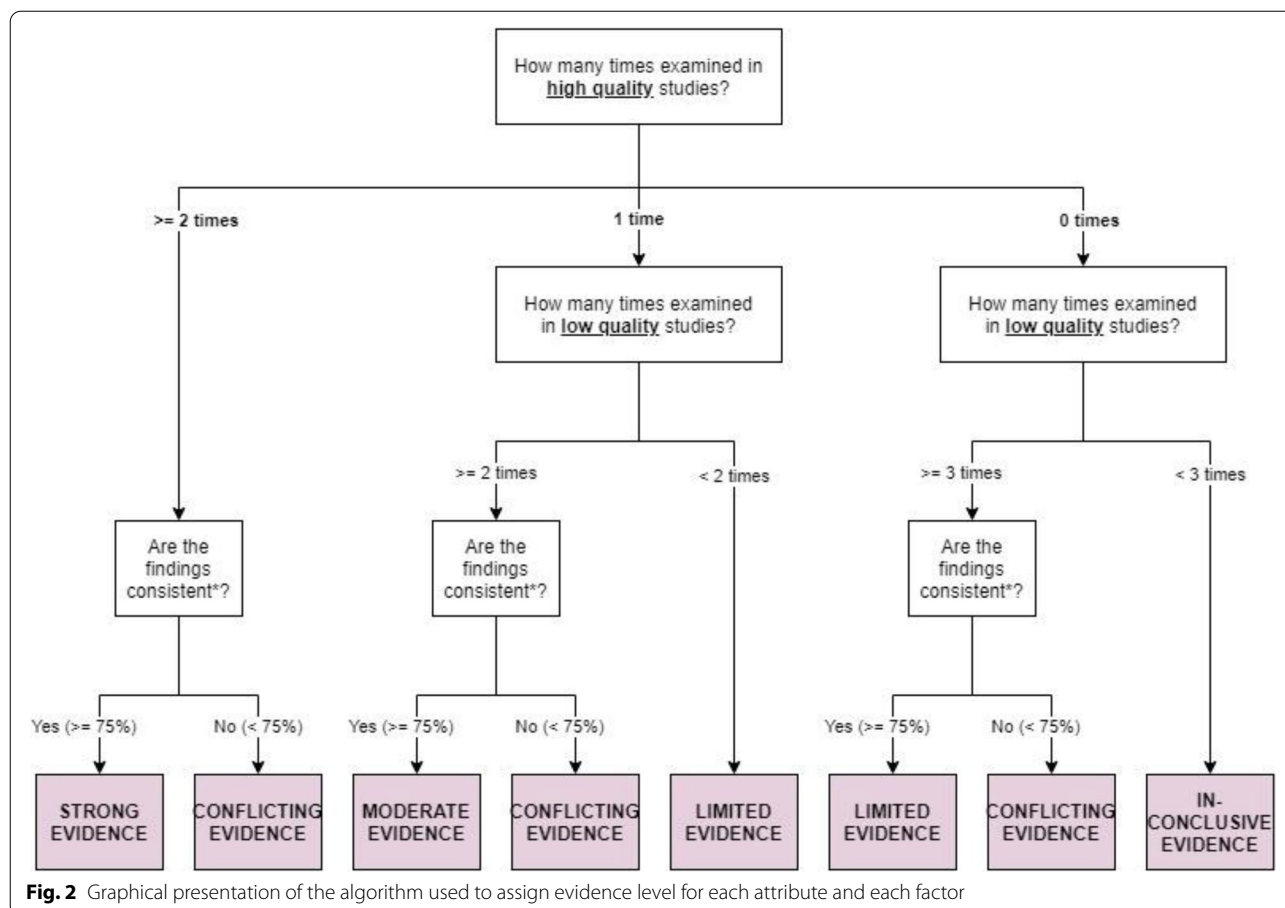 How many times examined in
high quality studies?
>= 2 times
1 time
0 times
How many times examined
in low quality studies?
How many times examined
in low quality studies?
>= 2 times
< 2 times
>= 3 times
< 3 times
Are the
findings
consistent*?
Are the
findings
consistent*?
Are the
findings
consistent*?
Yes (>= 75%)
No (< 75%)
Yes (>= 75%)
No (< 75%)
Yes (>= 75%)
No (< 75%)
STRONG
EVIDENCE
CONFLICTING
EVIDENCE
MODERATE
EVIDENCE
CONFLICTING
EVIDENCE
LIMITED
EVIDENCE
LIMITED
EVIDENCE
CONFLICTING
EVIDENCE
IN-
CONCLUSIVE
EVIDENCE
Fig. 2 Graphical presentation of the algorithm used to assign evidence level for each attribute and each factor